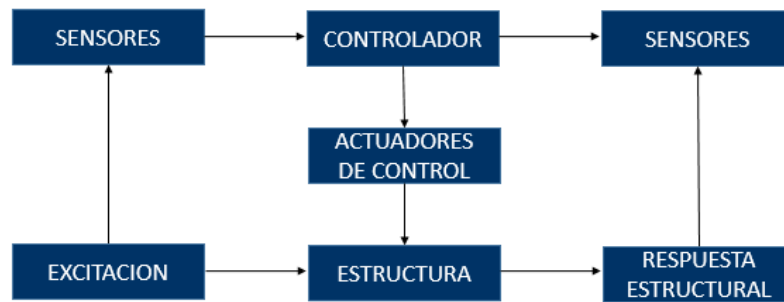 SENSORES
CONTROLADOR
SENSORES
ACTUADORES
DE CONTROL
EXCITACION
ESTRUCTURA
RESPUESTA
ESTRUCTURAL